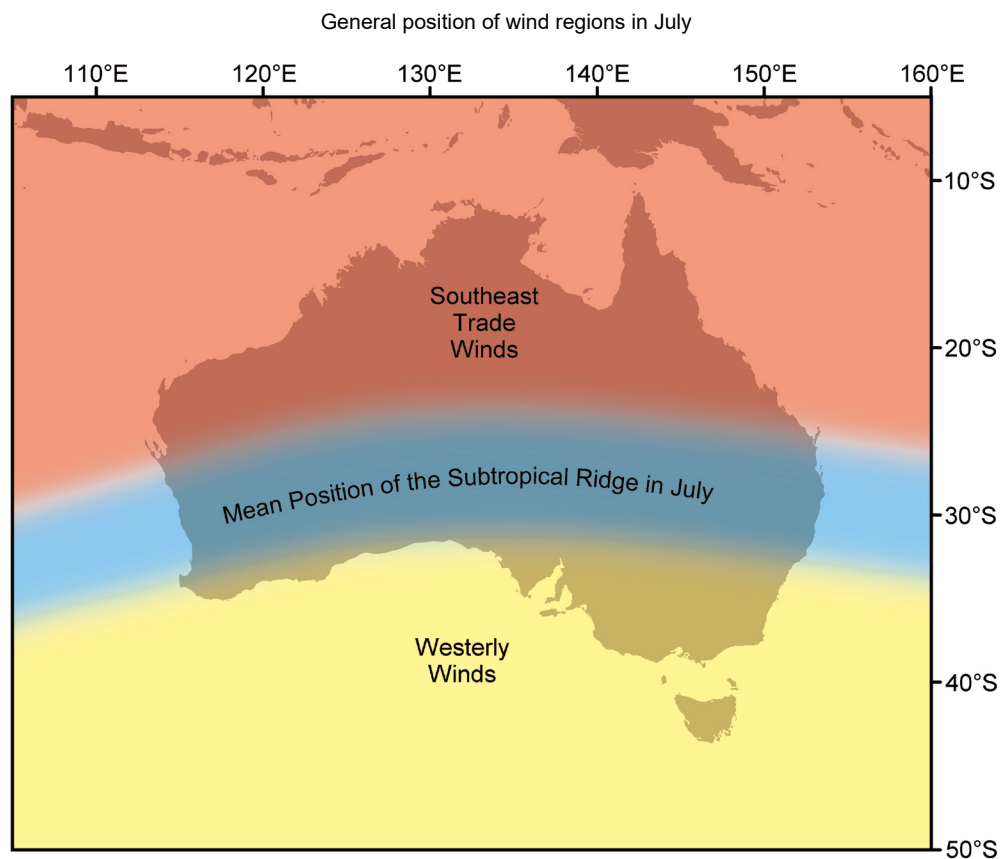 General position of wind regions in July
110°E 120°E 130°E 140°E 150°E 160°E
10°S
Southeast
Trade
Winds
20°S
Mean Position of the Subtropical Ridge in July
30°S
Westerly
Winds
40°S
50°S